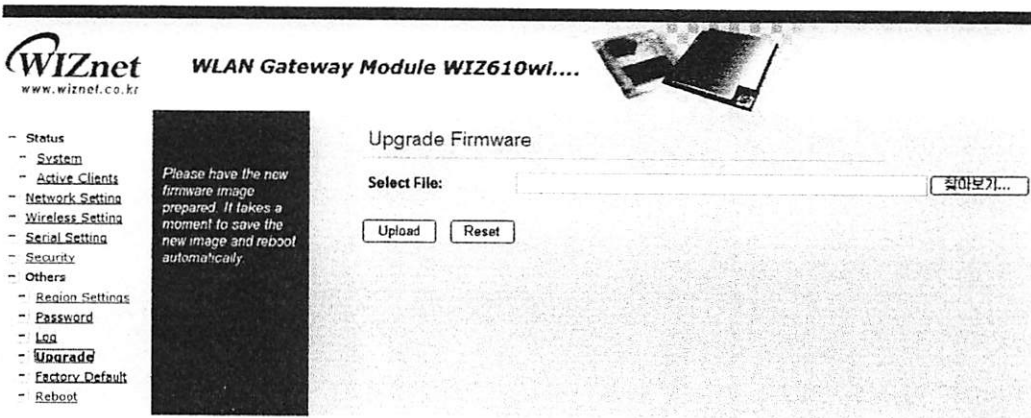 WIZnet
www.wiznet.co.kr
WLAN Gateway Module WIZ610wi....
- Status
- System
- Active Clients
- Network Setting
- Wireless Setting
- Serial Setting
- Security
- Others
- Region Settings
- Password
- Log
- Upgrade
- Factory Default
- Reboot
Please have the new
firmware image
prepared. It takes a
moment to save the
new image and reboot
automatically.
Upgrade Firmware
Select File:
찾아보기...
Upload
Reset